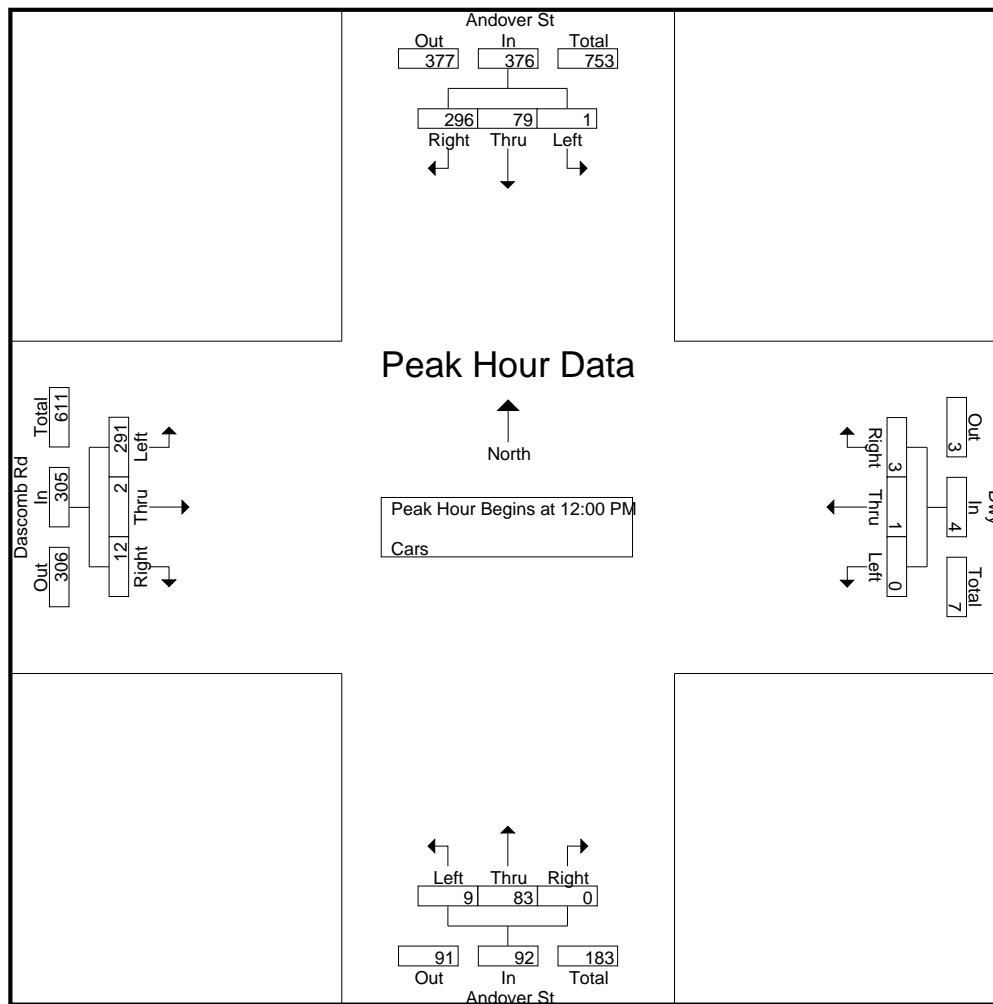 Andover St
Out In Total
377 376 753
296 79 1
Right Thru Left
Peak Hour Data
North
Peak Hour Begins at 12:00 PM
Cars
Dascomb Rd
Out In Total
306 305 611
291 2 12
Left Thru Right
Dwy
Out In Total
3 4 7
3 1 0
Right Thru Left
Left Thru Right
9 83 0
91 92 183
Out In Total
Andover St